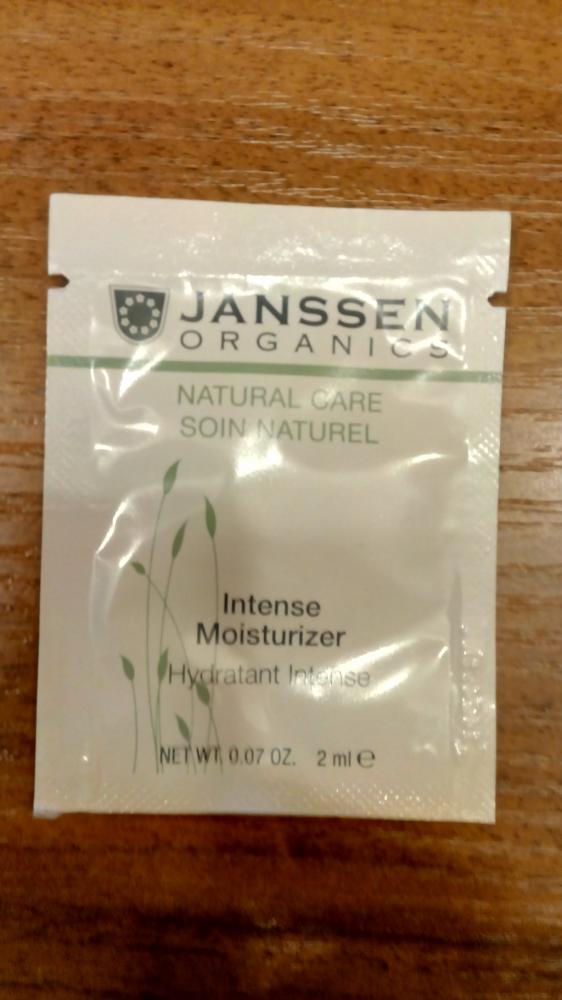 JANSSEN
ORGANICS
NATURAL CARE
SOIN NATUREL
Intense
Moisturizer
Hydratant Intense
NET WT. 0.07 OZ. 2 ml ℮